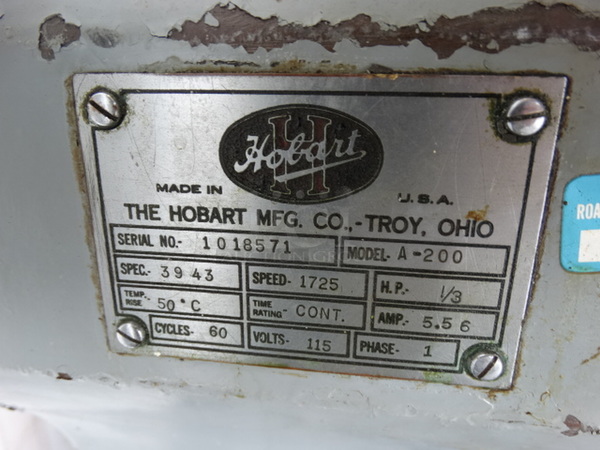 H
Hobart
MADE IN U.S.A.
THE HOBART MFG. CO.,-TROY, OHIO
SERIAL NO.- 1018571 MODEL- A-200
SPEC.- 3943 SPEED- 1725 H.P.- 1/3
TEMP. RISE 50°C TIME RATING- CONT. AMP.- 5.56
CYCLES- 60 VOLTS- 115 PHASE- 1
ROA